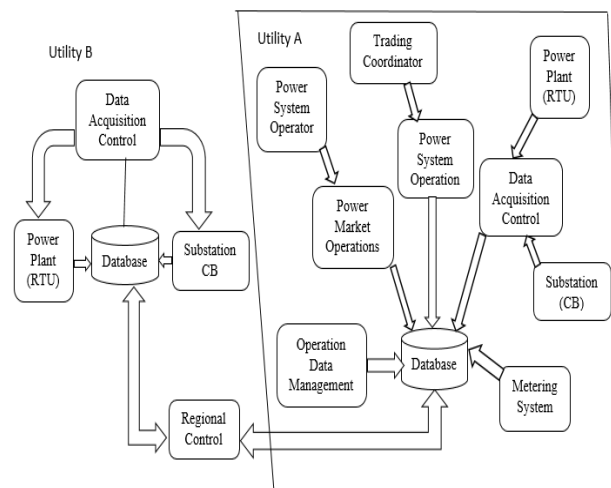 Utility B
Data
Acquisition
Control
Power
Plant
(RTU)
Database
Substation
CB
Regional
Control
Utility A
Trading
Coordinator
Power
Plant
(RTU)
Power
System
Operator
Power
System
Operation
Data
Acquisition
Control
Power
Market
Operations
Substation
(CB)
Operation
Data
Management
Database
Metering
System